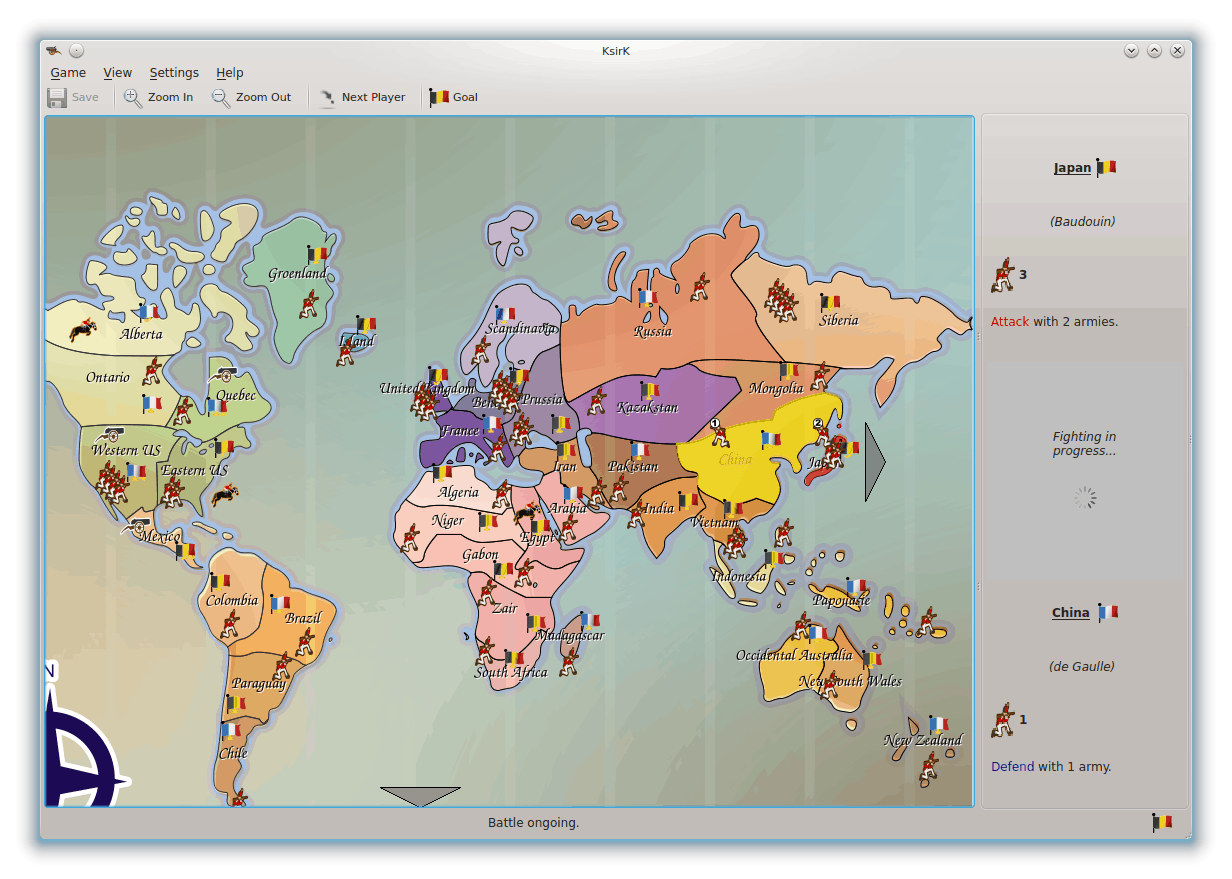 KsirK
Game View Settings Help
Save Zoom In Zoom Out Next Player Goal
Groenland
Island
Alberta
Scandinavia
Russia
Siberia
Ontario
Quebec
United Kingdom
Prussia
Kazakstan
Mongolia
Western US
Eastern US
France
Iran
Pakistan
China
1
2
Algeria
Arabia
India
Vietnam
Mexico
Niger
Egypt
Gabon
Indonesia
Colombia
Brazil
Zair
Madagascar
Papouasie
South Africa
Occidental Australia
New South Wales
Paraguay
Chile
New Zealand
N
Japan
(Baudouin)
3
Attack with 2 armies.
Fighting in
progress...
China
(de Gaulle)
1
Defend with 1 army.
Battle ongoing.